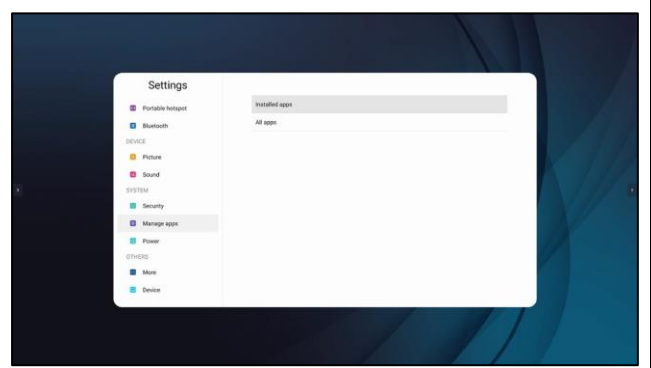 Settings
Portable hotspot
Bluetooth
DEVICE
Picture
Sound
SYSTEM
Security
Manage apps
Power
OTHERS
More
Device
Installed apps
All apps